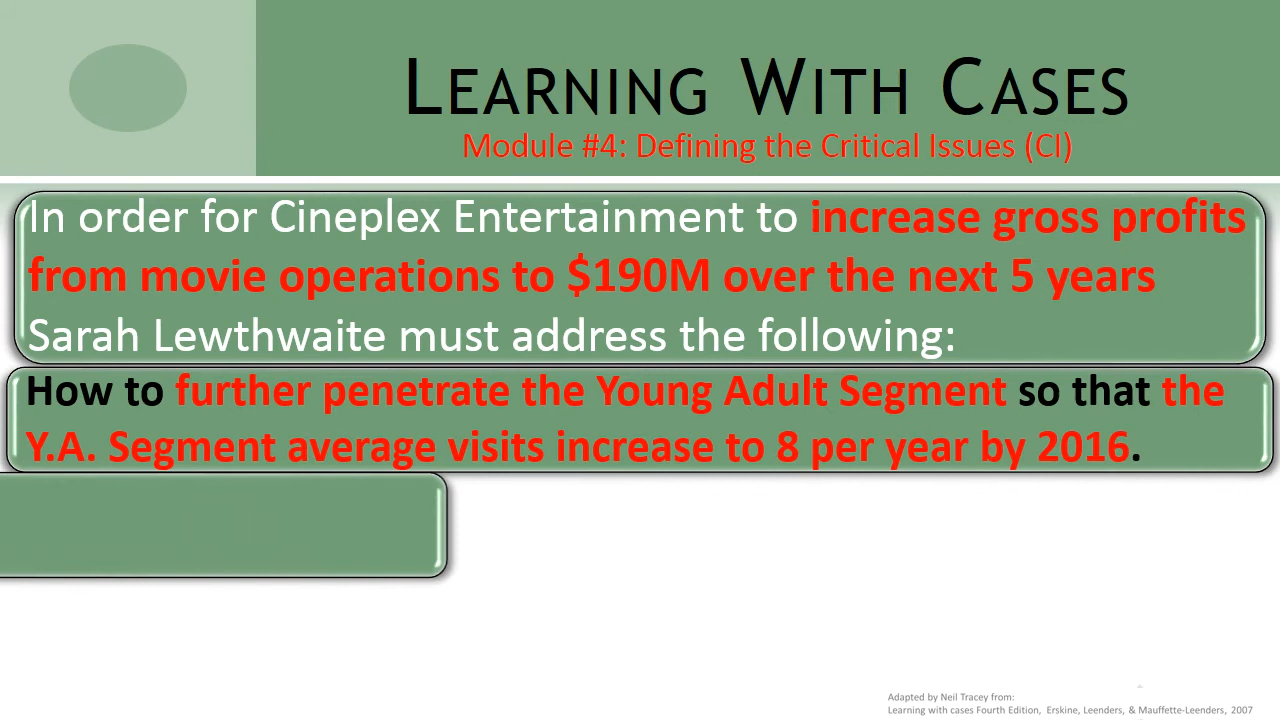 LEARNING WITH CASES
Module #4: Defining the Critical Issues (CI)
In order for Cineplex Entertainment to increase gross profits
from movie operations to $190M over the next 5 years
Sarah Lewthwaite must address the following:
How to further penetrate the Young Adult Segment so that the
Y.A. Segment average visits increase to 8 per year by 2016.
Adapted by Neil Tracey from:
Learning with cases Fourth Edition, Erskine, Leenders, & Mauffette-Leenders, 2007